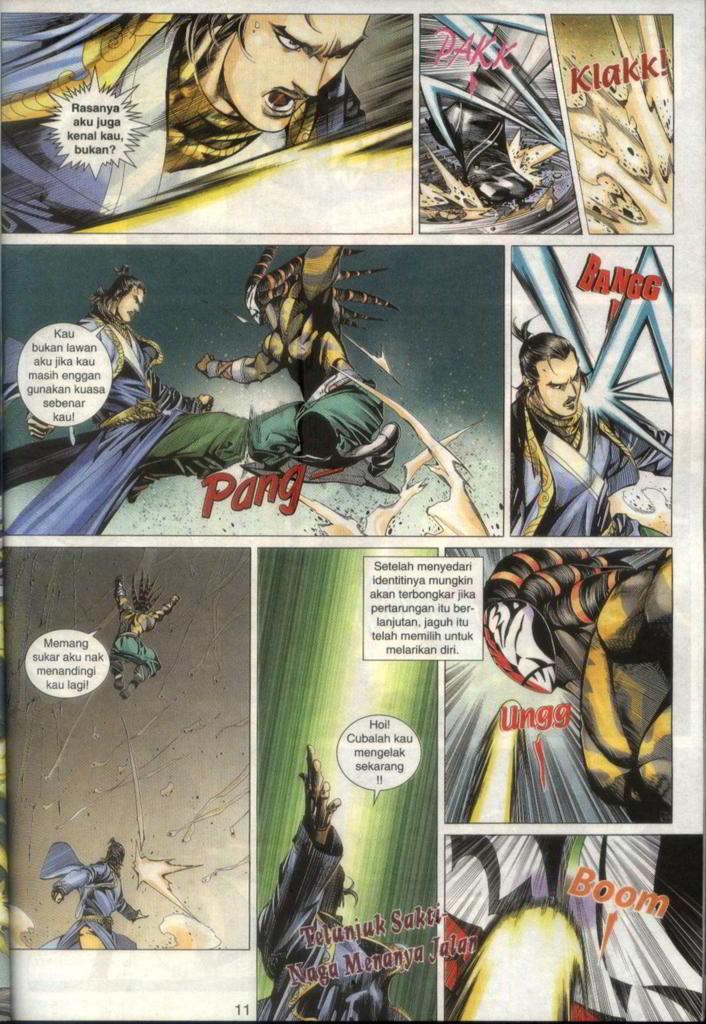 Rasanya
aku juga
kenal kau,
bukan?
PAKK
Klakk!
Kau
bukan lawan
aku jika kau
masih enggan
gunakan kuasa
sebenar
kau!
Pang
BANGG
Memang
sukar aku nak
menandingi
kau lagi!
Setelah menyedari
identitinya mungkin
akan terbongkar jika
pertarungan itu ber-
lanjutan, jaguh itu
telah memilih untuk
melarikan diri.
Hoi!
Cubalah kau
mengelak
sekarang
!!
Ungg
Telunjuk Sakti-
Naga Menanya Jalan
Boom
11